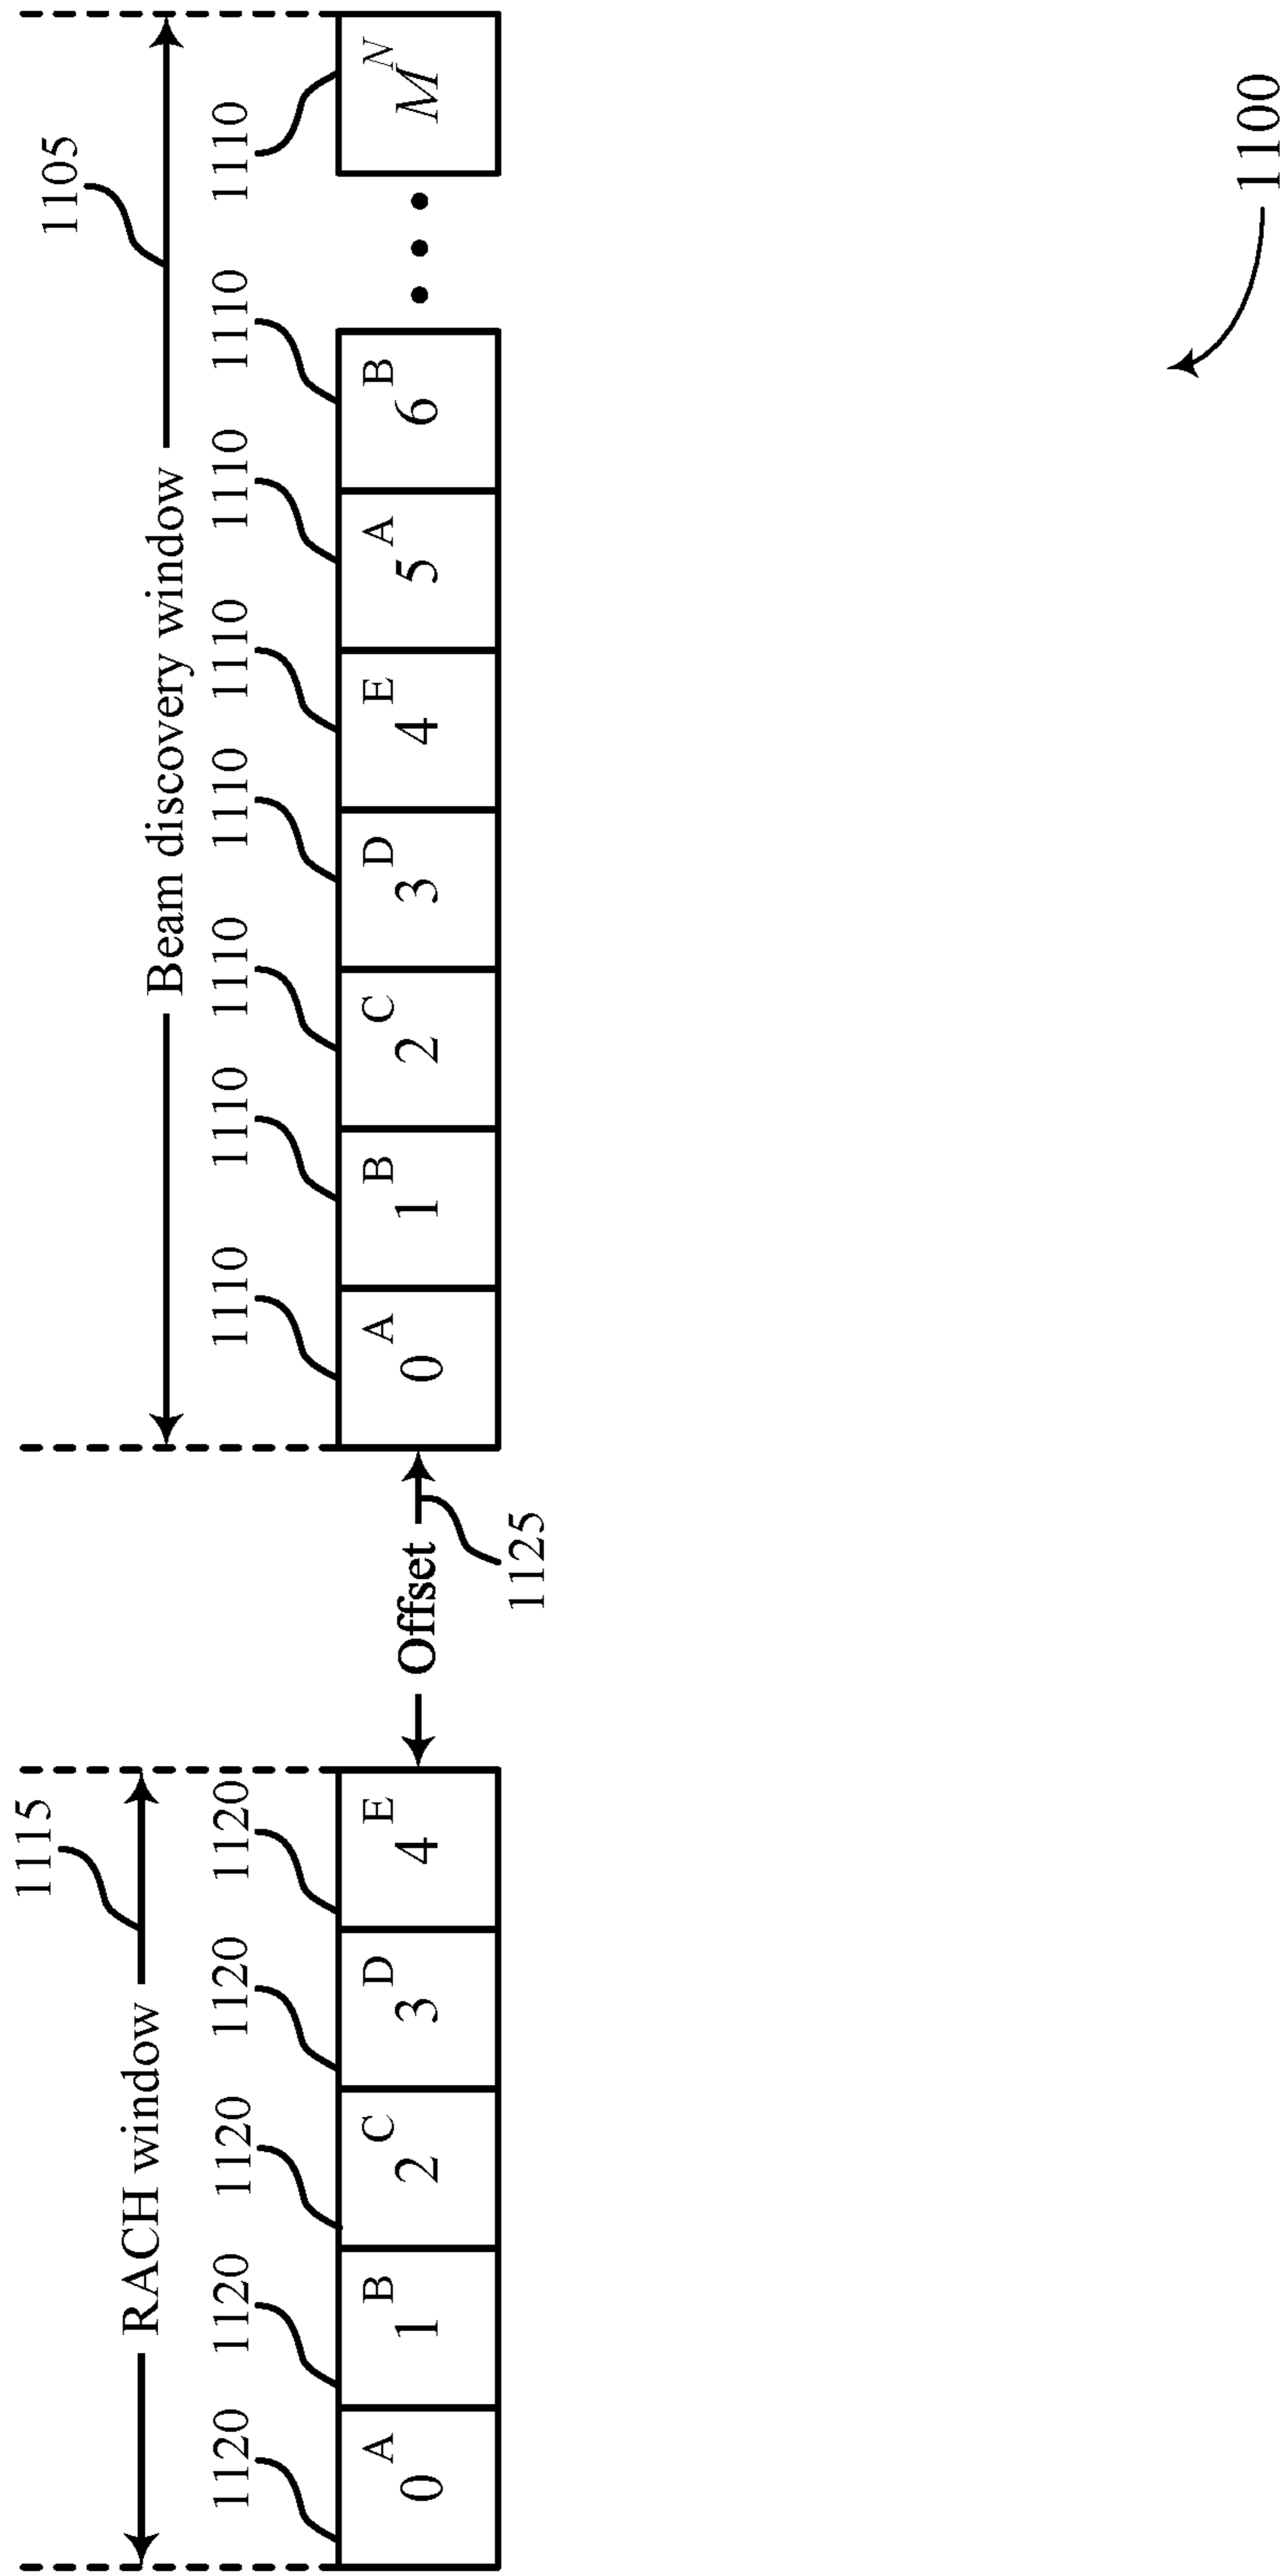 1115
1105
RACH window
Beam discovery window
1120 1120 1120 1120 1120
1110 1110 1110 1110 1110 1110 1110 1110
0 A 1 B 2 C 3 D 4 E
Offset
0 A 1 B 2 C 3 D 4 E 5 A 6 B ••• M N
1125
1100